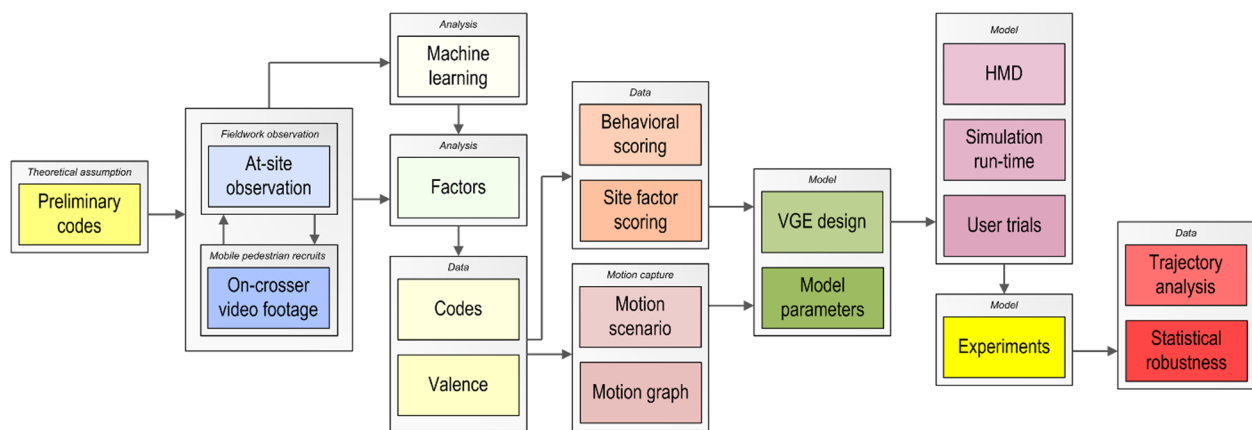 Theoretical assumption
Preliminary
codes
Fieldwork observation
At-site
observation
Mobile pedestrian recruits
On-crosser
video footage
Analysis
Machine
learning
Analysis
Factors
Data
Codes
Valence
Data
Behavioral
scoring
Site factor
scoring
Motion capture
Motion
scenario
Motion graph
Model
VGE design
Model
parameters
Model
HMD
Simulation
run-time
User trials
Model
Experiments
Data
Trajectory
analysis
Statistical
robustness